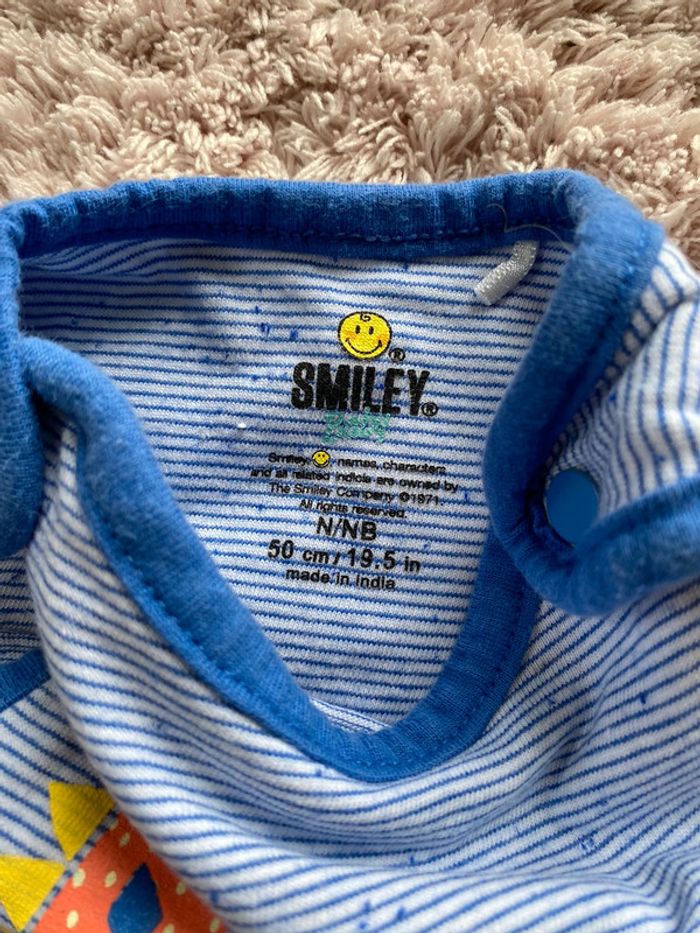 ®
SMILEY®
Smiley, names, characters
and all related indicia are owned by
The Smiley Company ©1971.
All rights reserved.
N/NB
50 cm / 19.5 in
made in India